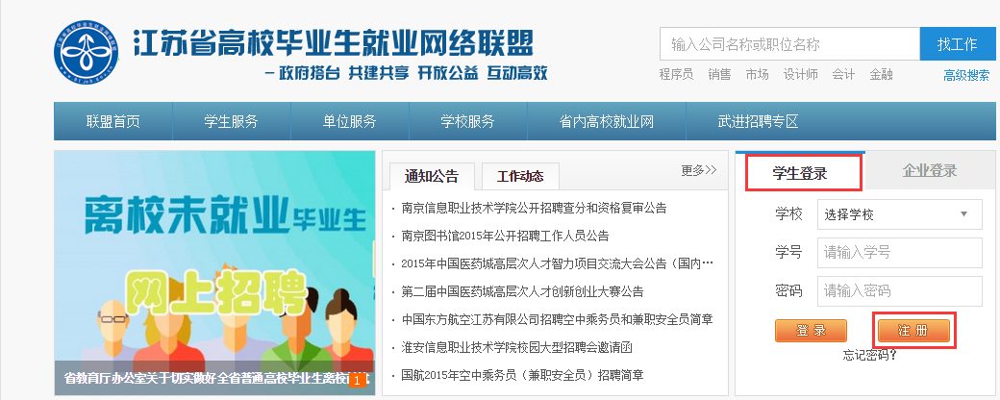 江苏省高校毕业生就业网络联盟
－政府搭台 共建共享 开放公益 互动高效
输入公司名称或职位名称
找工作
程序员 销售 市场 设计师 会计 金融
高级搜索
联盟首页 学生服务 单位服务 学校服务 省内高校就业网 武进招聘专区
离校未就业毕业生
网上招聘
省教育厅办公室关于切实做好全省普通高校毕业生离校
1
通知公告 工作动态 更多>>
· 南京信息职业技术学院公开招聘查分和资格复审公告
· 南京图书馆2015年公开招聘工作人员公告
· 2015年中国医药城高层次人才智力项目交流大会公告（国内…
· 第二届中国医药城高层次人才创新创业大赛公告
· 中国东方航空江苏有限公司招聘空中乘务员和兼职安全员简章
· 淮安信息职业技术学院校园大型招聘会邀请函
· 国航2015年空中乘务员（兼职安全员）招聘简章
学生登录 企业登录
学校 选择学校
学号 请输入学号
密码 请输入密码
登 录 注 册
忘记密码？